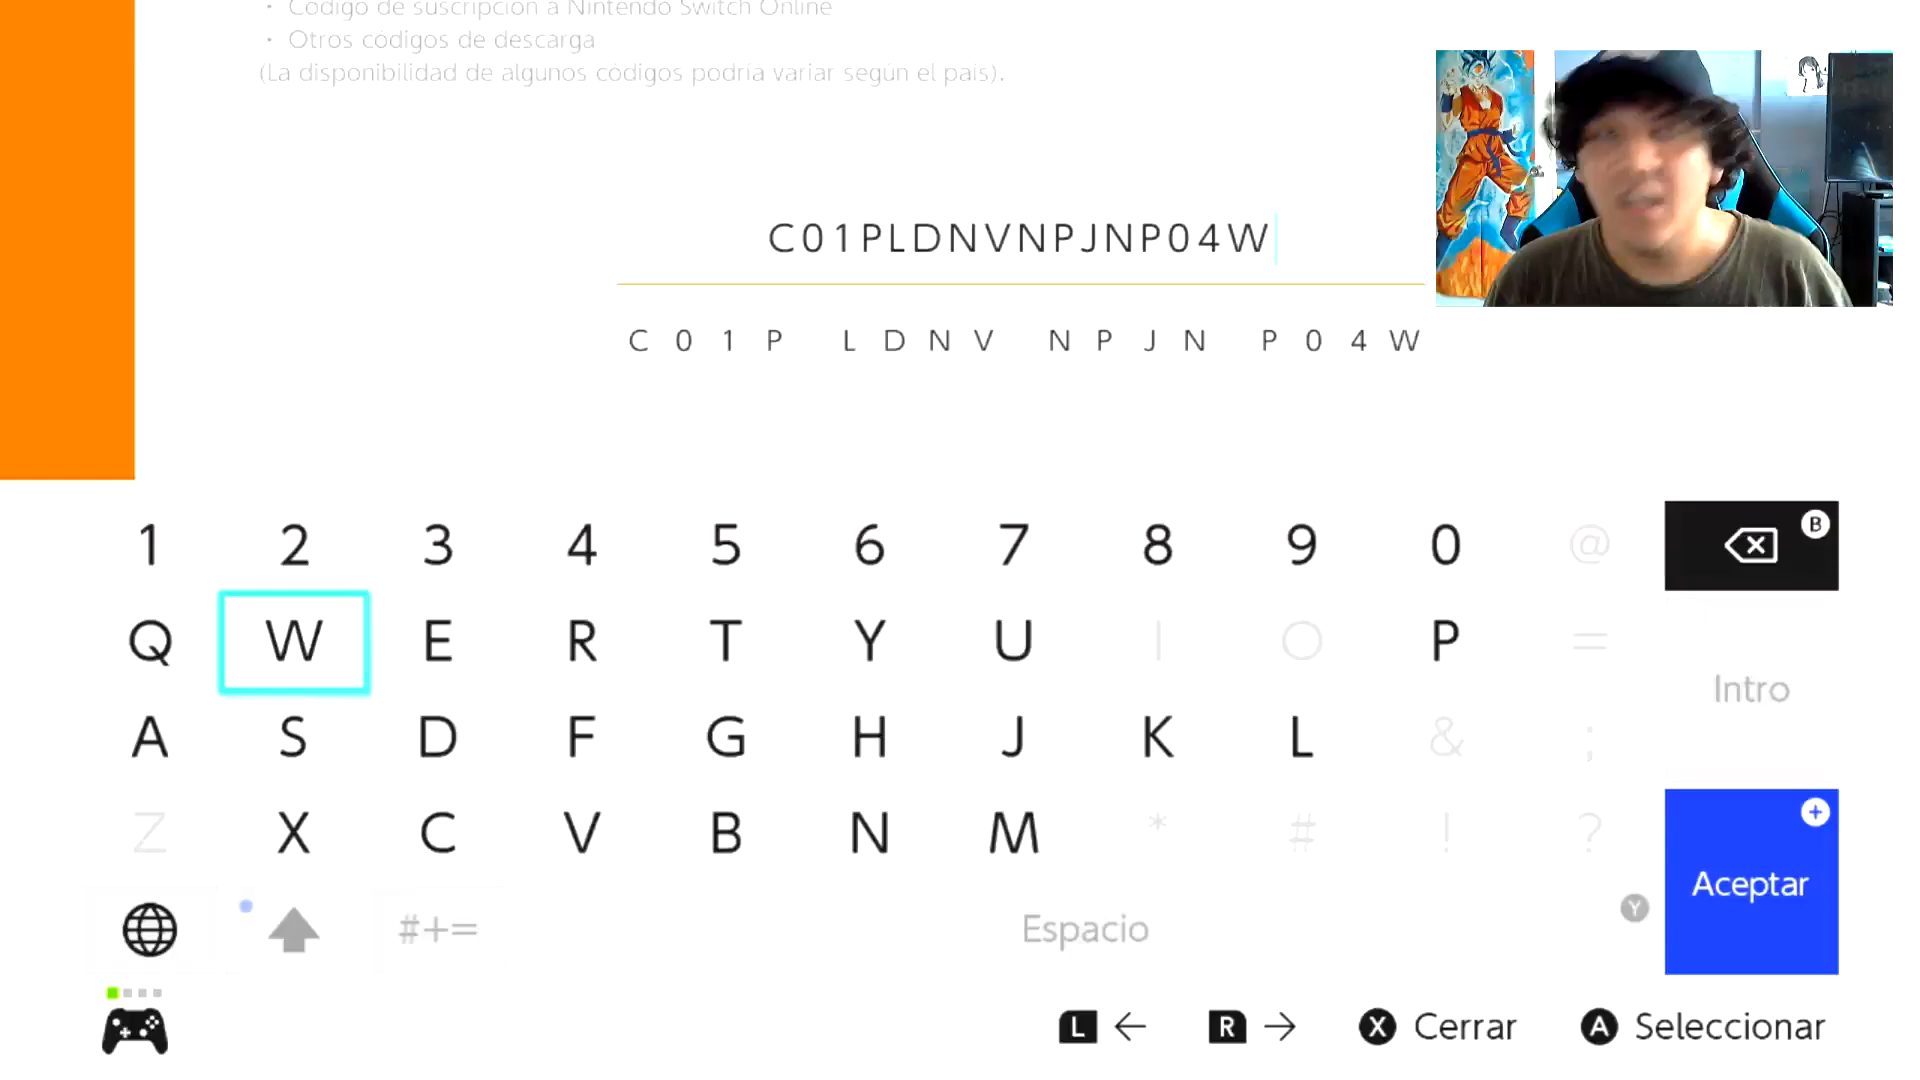 • Código de suscripción a Nintendo Switch Online
• Otros códigos de descarga
(La disponibilidad de algunos códigos podría variar según el país).
C01PLDNVNPJNP04W
C 0 1 P L D N V N P J N P 0 4 W
1 2 3 4 5 6 7 8 9 0 @ B
Q W E R T Y U I O P =
Intro
A S D F G H J K L & ;
Z X C V B N M * # ! ? +
Aceptar
#+= Espacio Y
L ← R → X Cerrar A Seleccionar